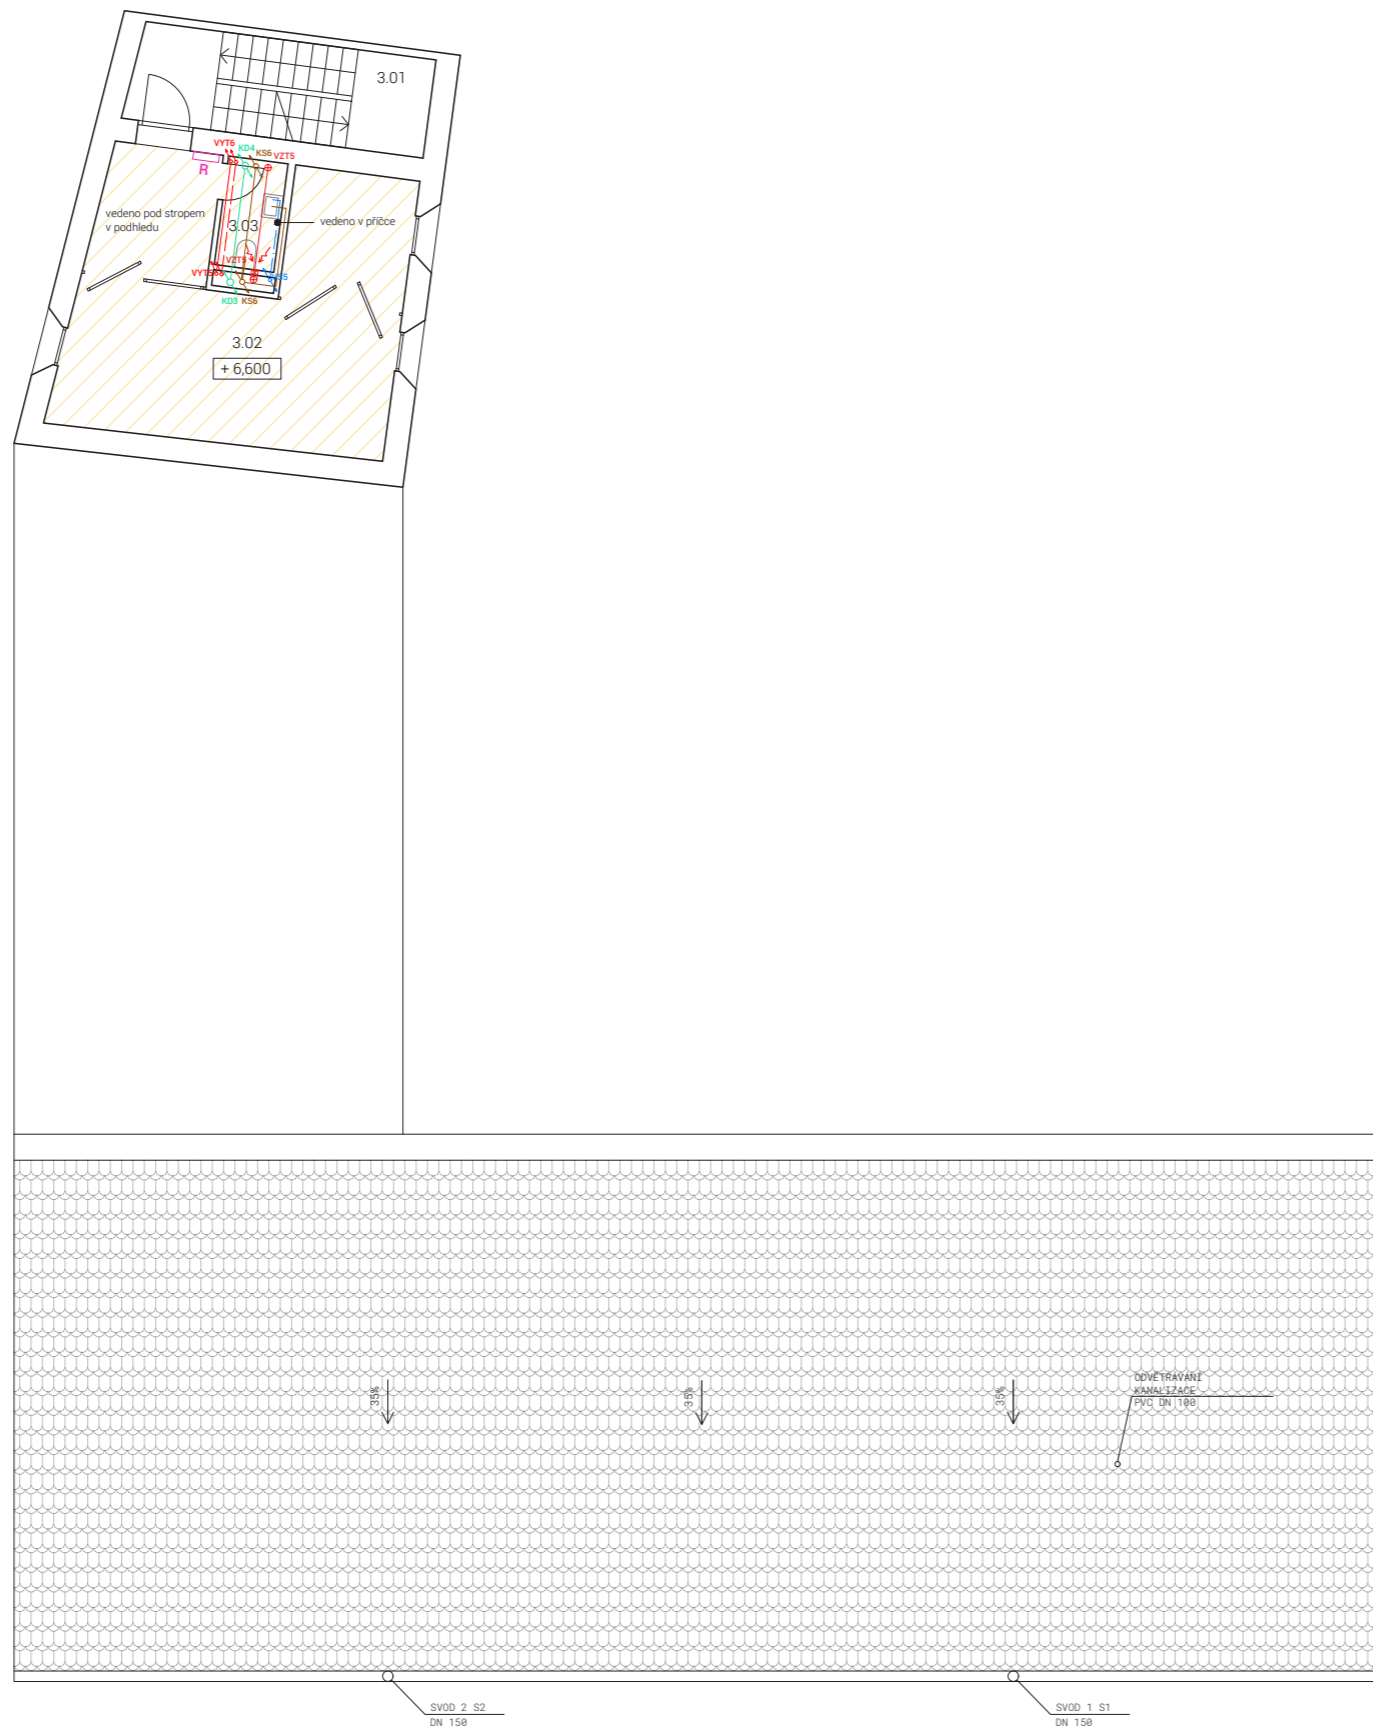 3.01
VYT6
KD4
KS6
VZT5
R
vedeno pod stropem
v podhledu
3.03
vedeno v příčce
VZT5
KD3
KS6
3.02
+ 6,600
35%
35%
35%
ODVĚTRÁVÁNÍ
KANALIZACE
PVC DN 100
SVOD 2 S2
DN 150
SVOD 1 S1
DN 150